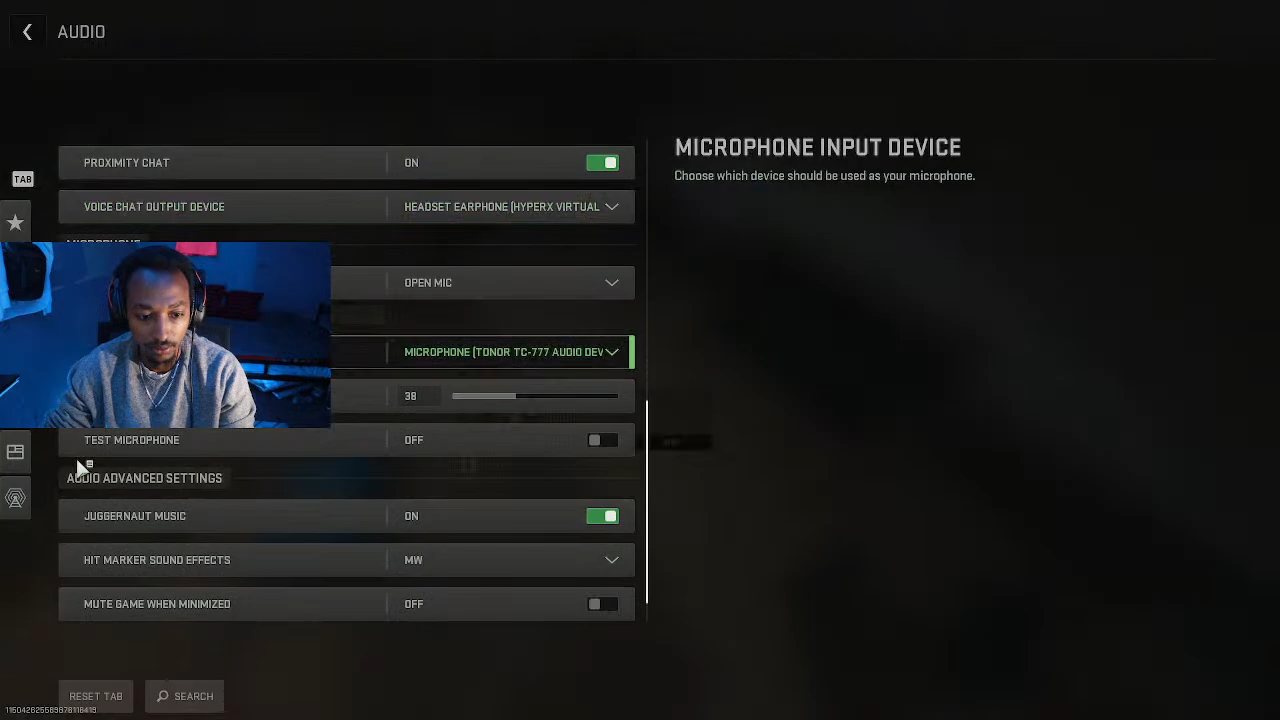 AUDIO
PROXIMITY CHAT ON
TAB
VOICE CHAT OUTPUT DEVICE HEADSET EARPHONE (HYPERX VIRTUAL
OPEN MIC
MICROPHONE (TONOR TC-777 AUDIO DEV
38
TEST MICROPHONE OFF
AUDIO ADVANCED SETTINGS
JUGGERNAUT MUSIC ON
HIT MARKER SOUND EFFECTS MW
MUTE GAME WHEN MINIMIZED OFF
RESET TAB SEARCH
MICROPHONE INPUT DEVICE
Choose which device should be used as your microphone.